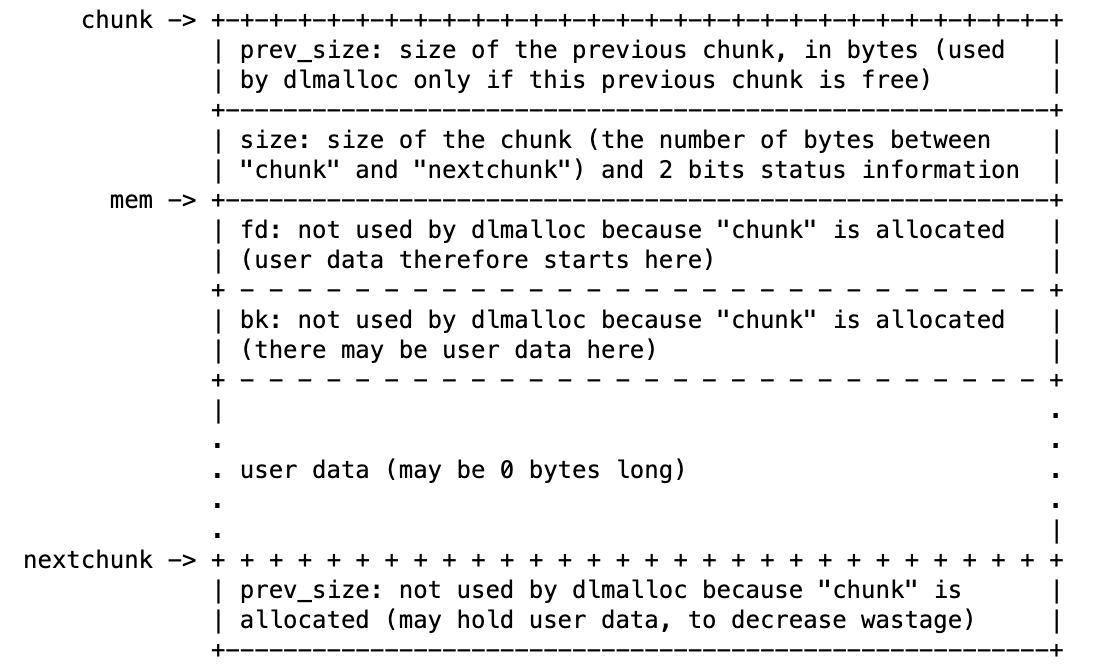 chunk -> +-+-+-+-+-+-+-+-+-+-+-+-+-+-+-+-+-+-+-+-+-+-+-+-+-+-+-+-+-+
| prev_size: size of the previous chunk, in bytes (used |
| by dlmalloc only if this previous chunk is free) |
+---------------------------------------------------------+
| size: size of the chunk (the number of bytes between |
| "chunk" and "nextchunk") and 2 bits status information |
mem -> +---------------------------------------------------------+
| fd: not used by dlmalloc because "chunk" is allocated |
| (user data therefore starts here) |
+ - - - - - - - - - - - - - - - - - - - - - - - - - - - - +
| bk: not used by dlmalloc because "chunk" is allocated |
| (there may be user data here) |
+ - - - - - - - - - - - - - - - - - - - - - - - - - - - - +
| .
. .
. user data (may be 0 bytes long) .
. .
. |
nextchunk -> + + + + + + + + + + + + + + + + + + + + + + + + + + + + + +
| prev_size: not used by dlmalloc because "chunk" is |
| allocated (may hold user data, to decrease wastage) |
+---------------------------------------------------------+